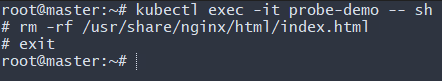 root@master:~# kubectl exec -it probe-demo -- sh
# rm -rf /usr/share/nginx/html/index.html
# exit
root@master:~#